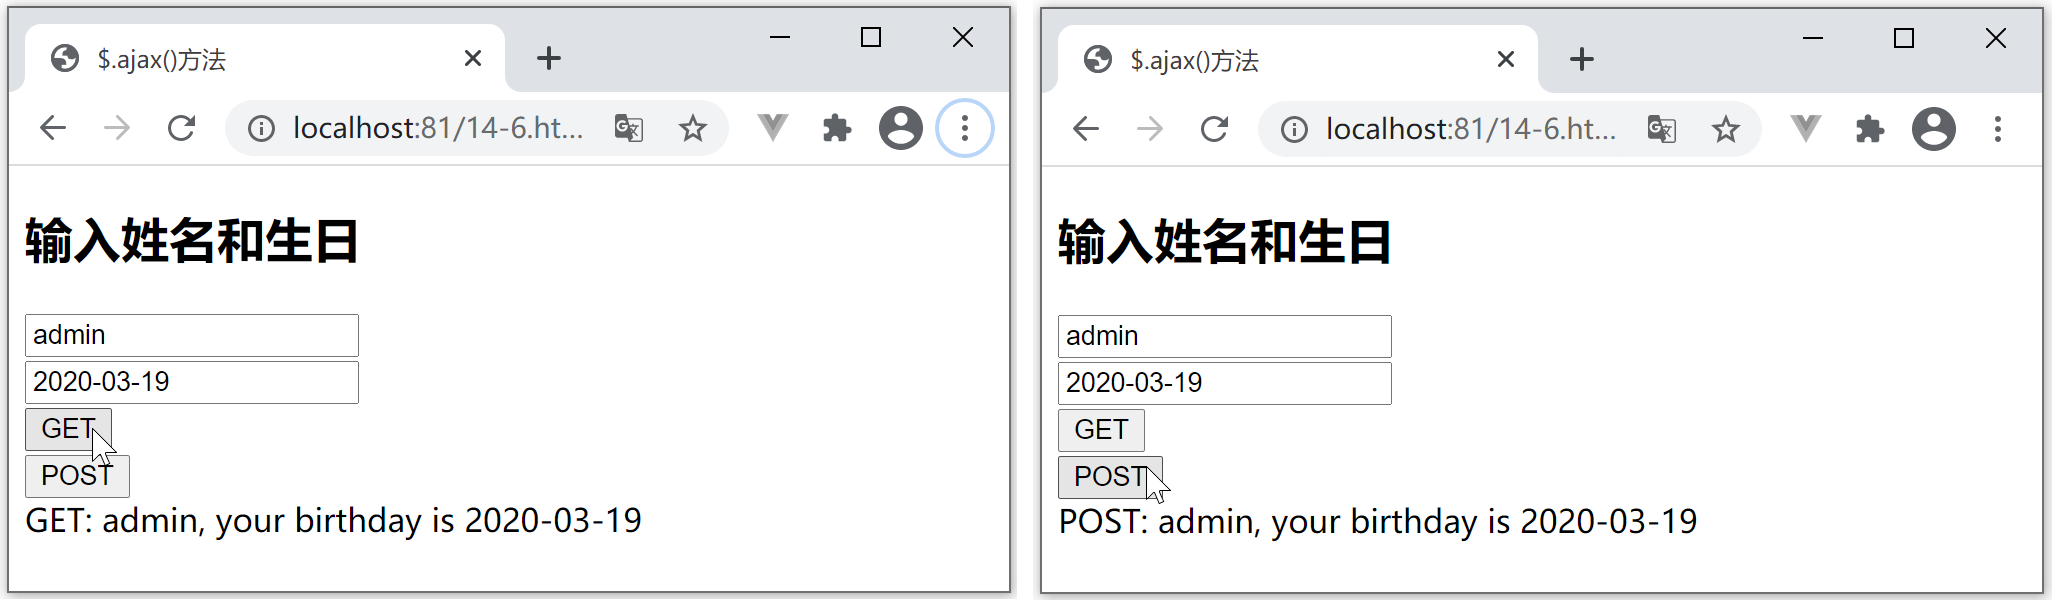 $.ajax()方法
localhost:81/14-6.ht...
输入姓名和生日
admin
2020-03-19
GET
POST
GET: admin, your birthday is 2020-03-19
$.ajax()方法
localhost:81/14-6.ht...
输入姓名和生日
admin
2020-03-19
GET
POST
POST: admin, your birthday is 2020-03-19